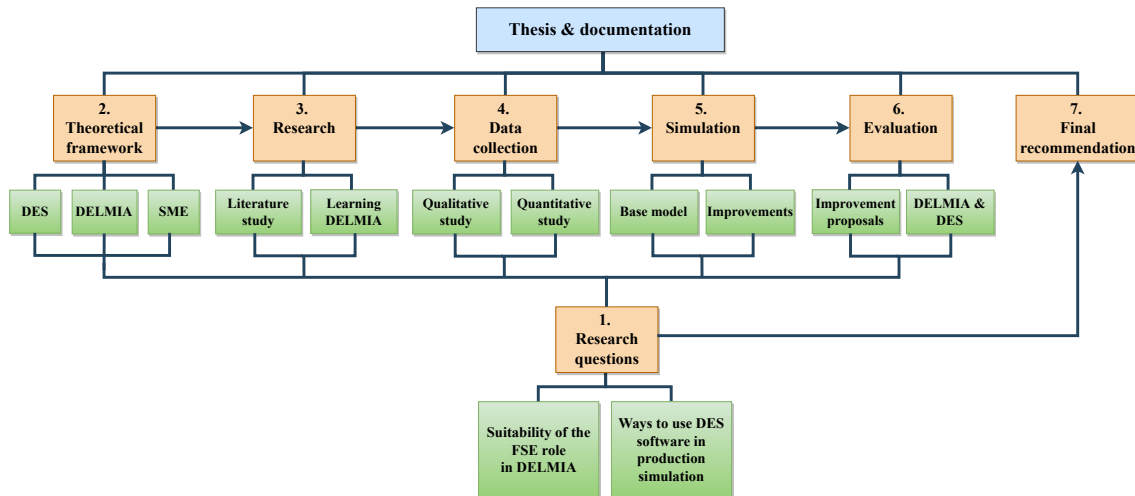 Thesis & documentation
2.
Theoretical
framework
3.
Research
4.
Data
collection
5.
Simulation
6.
Evaluation
7.
Final
recommendation
DES
DELMIA
SME
Literature
study
Learning
DELMIA
Qualitative
study
Quantitative
study
Base model
Improvements
Improvement
proposals
DELMIA &
DES
1.
Research
questions
Suitability of the
FSE role
in DELMIA
Ways to use DES
software in
production
simulation